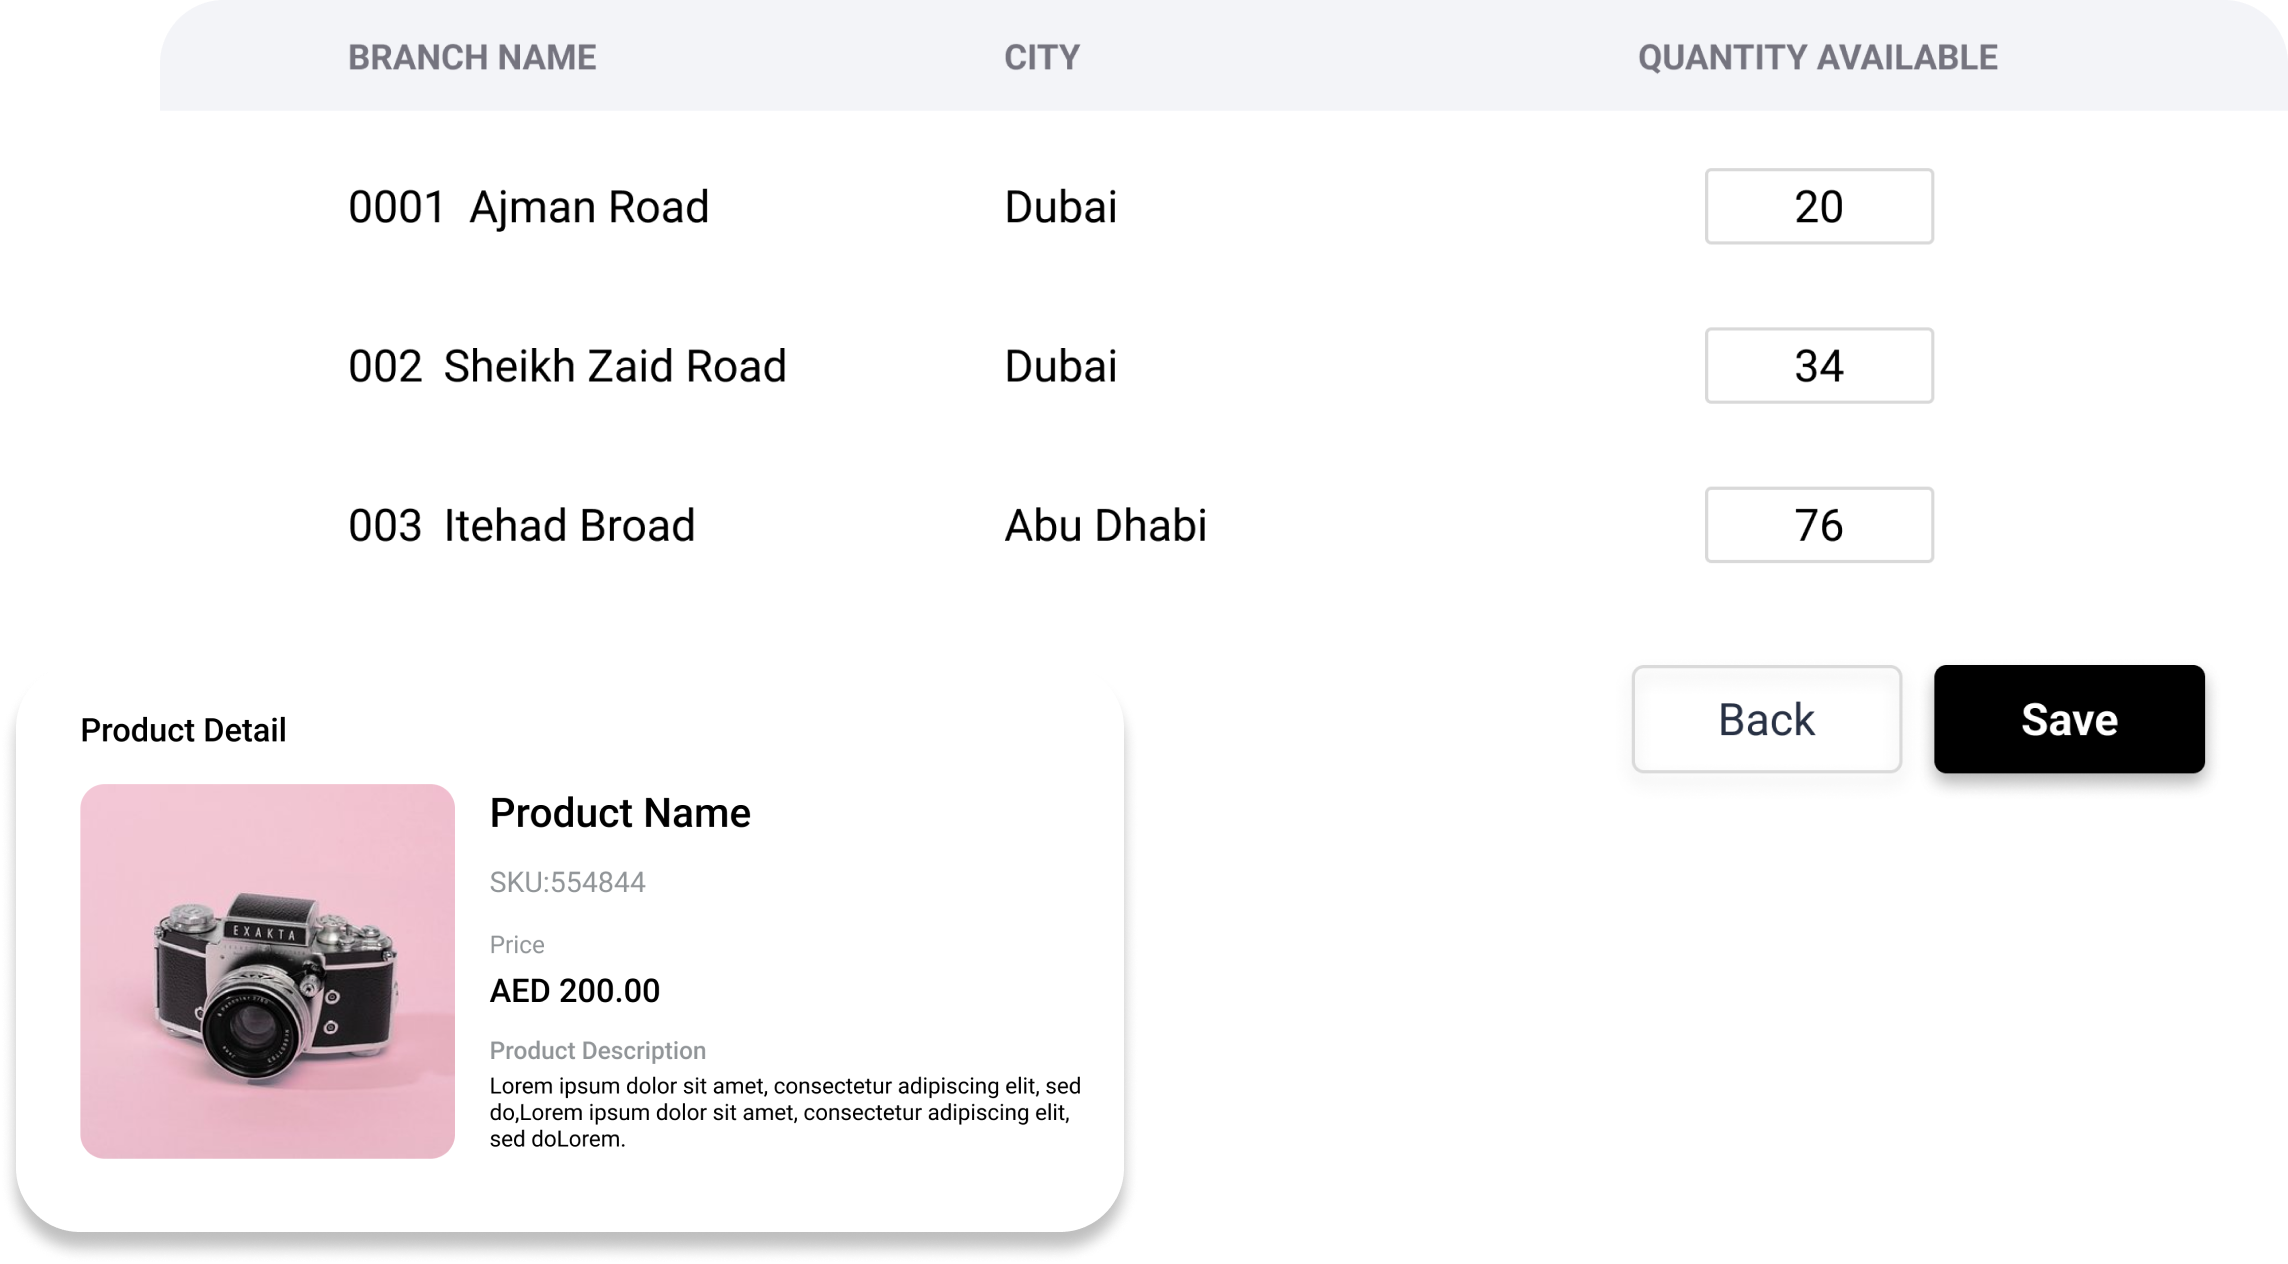 BRANCH NAME CITY QUANTITY AVAILABLE
0001 Ajman Road Dubai 20
002 Sheikh Zaid Road Dubai 34
003 Itehad Broad Abu Dhabi 76
Back Save
Product Detail
Product Name
SKU:554844
Price
AED 200.00
Product Description
Lorem ipsum dolor sit amet, consectetur adipiscing elit, sed
do,Lorem ipsum dolor sit amet, consectetur adipiscing elit,
sed doLorem.
EXAKTA